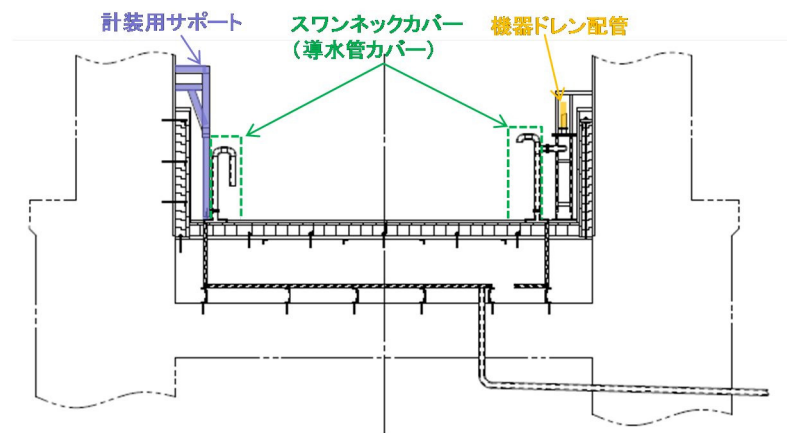 計装用サポート
スワンネックカバー
（導水管カバー）
機器ドレン配管